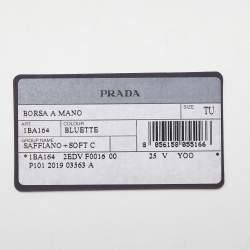 PRADA
BORSA A MANO
SIZE TU
ART. COLOUR
1BA164 BLUETTE
GROUP NAME
SAFFIANO + SOFT C
8 056158 055166
* 1BA164 2EDV F0016 00 25 V YOO *
P101 2019 03563 A